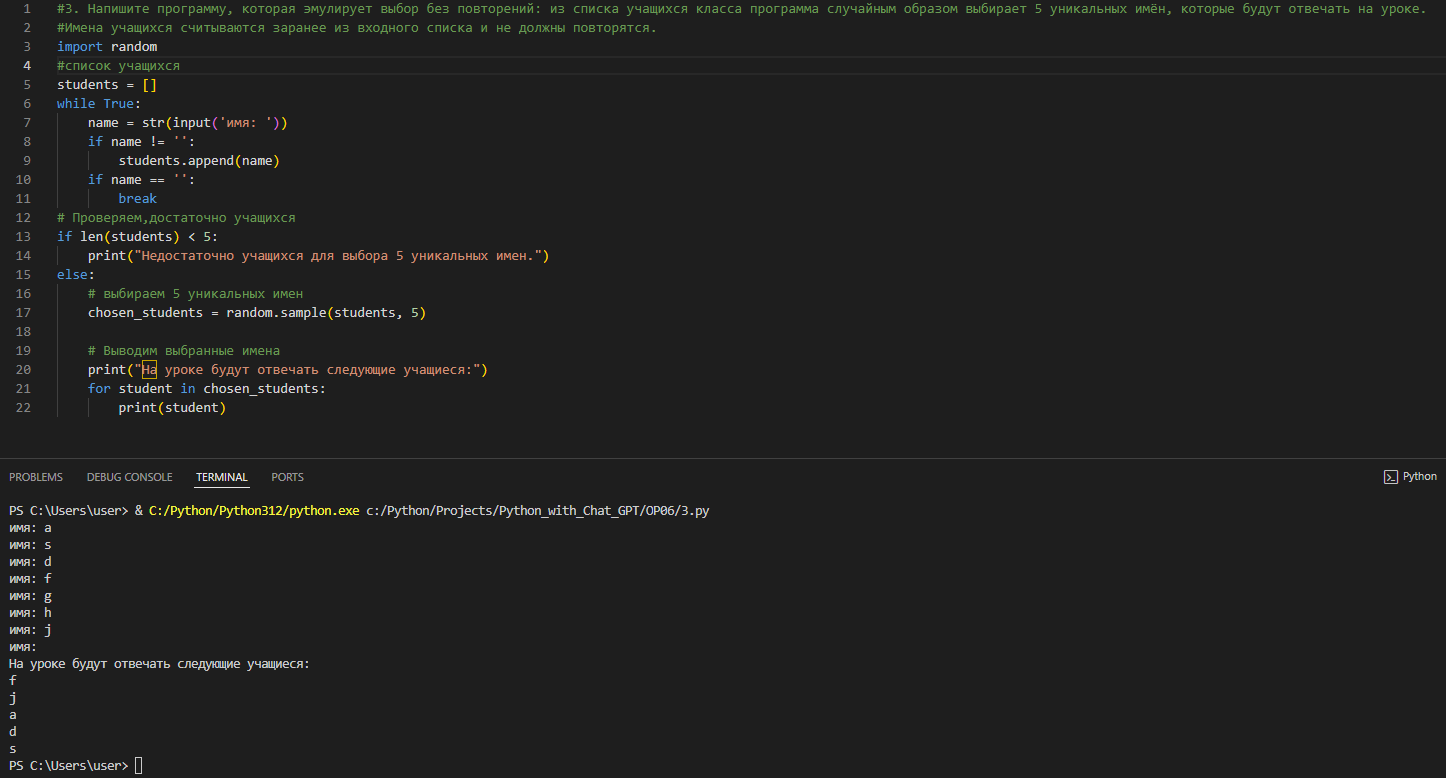 1 #3. Напишите программу, которая эмулирует выбор без повторений: из списка учащихся класса программа случайным образом выбирает 5 уникальных имён, которые будут отвечать на уроке.
2 #Имена учащихся считываются заранее из входного списка и не должны повторятся.
3 import random
4 #список учащихся
5 students = []
6 while True:
7     name = str(input('имя: '))
8     if name != '':
9         students.append(name)
10     if name == '':
11         break
12 # Проверяем,достаточно учащихся
13 if len(students) < 5:
14     print("Недостаточно учащихся для выбора 5 уникальных имен.")
15 else:
16     # выбираем 5 уникальных имен
17     chosen_students = random.sample(students, 5)
18
19     # Выводим выбранные имена
20     print("На уроке будут отвечать следующие учащиеся:")
21     for student in chosen_students:
22         print(student)
PROBLEMS DEBUG CONSOLE TERMINAL PORTS Python
PS C:\Users\user> & C:/Python/Python312/python.exe c:/Python/Projects/Python_with_Chat_GPT/OP06/3.py
имя: a
имя: s
имя: d
имя: f
имя: g
имя: h
имя: j
имя:
На уроке будут отвечать следующие учащиеся:
f
j
a
d
s
PS C:\Users\user>